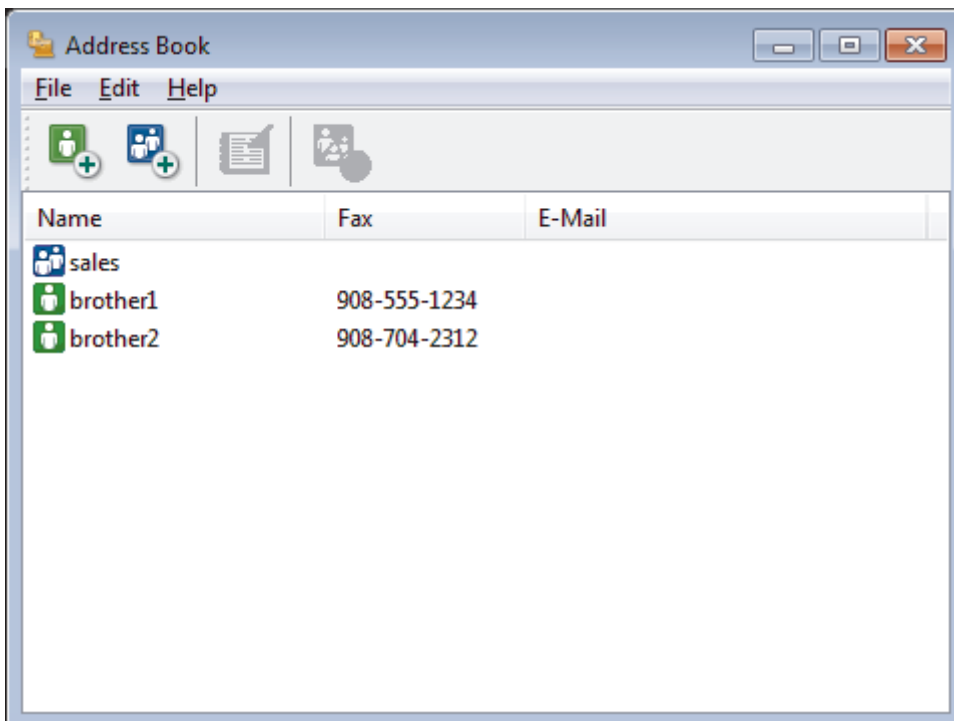 Address Book
File Edit Help
Name Fax E-Mail
sales
brother1 908-555-1234
brother2 908-704-2312